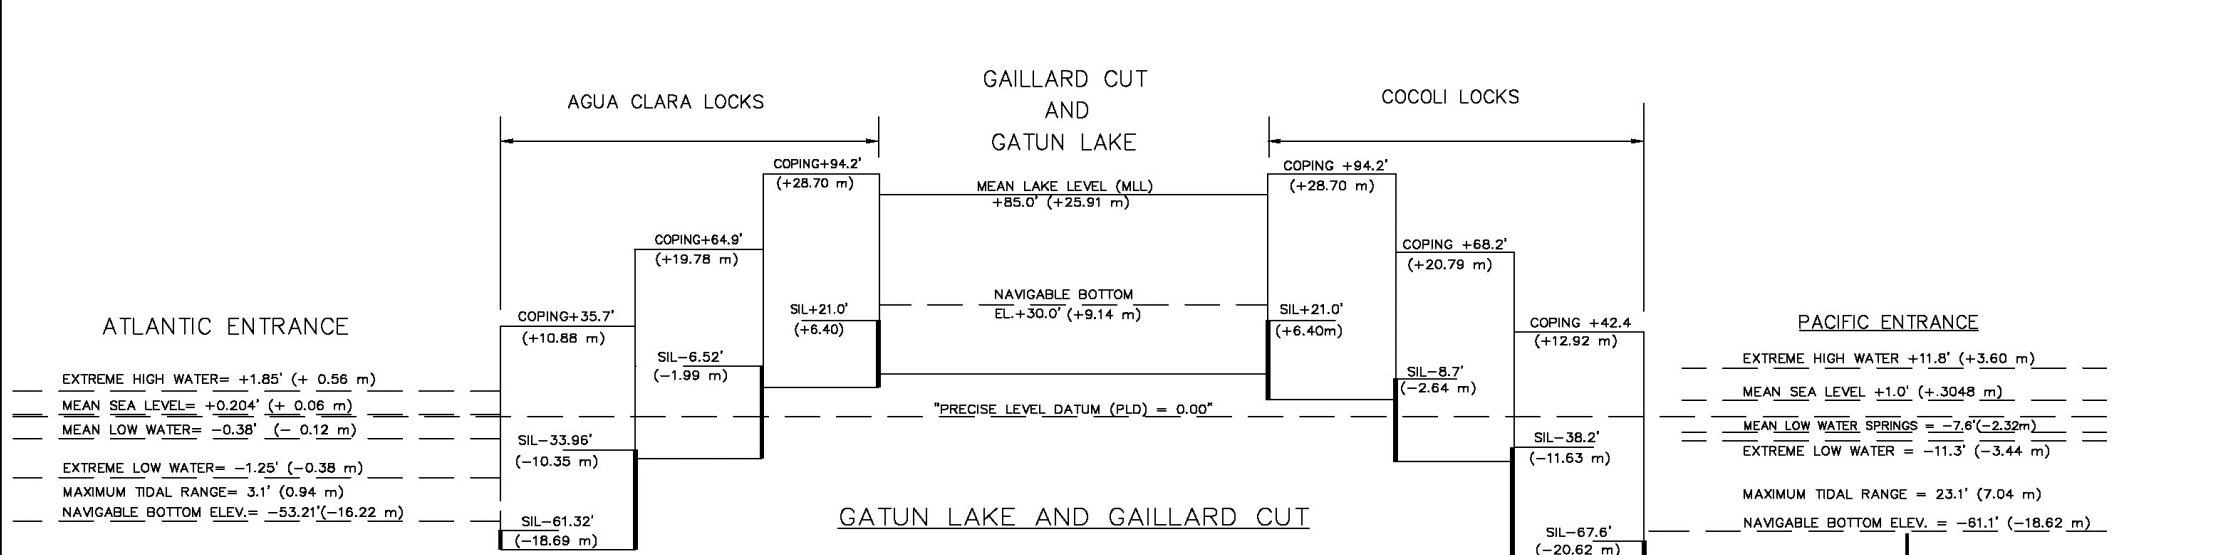 GAILLARD CUT
AND
GATUN LAKE
AGUA CLARA LOCKS
COCOLI LOCKS
COPING+94.2'
(+28.70 m)
COPING+64.9'
(+19.78 m)
COPING+35.7'
(+10.88 m)
SIL+21.0'
(+6.40)
SIL-6.52'
(-1.99 m)
SIL-33.96'
(-10.35 m)
SIL-61.32'
(-18.69 m)
MEAN LAKE LEVEL (MLL)
+85.0' (+25.91 m)
NAVIGABLE BOTTOM
EL.+30.0' (+9.14 m)
"PRECISE LEVEL DATUM (PLD) = 0.00"
GATUN LAKE AND GAILLARD CUT
COPING +94.2'
(+28.70 m)
COPING +68.2'
(+20.79 m)
COPING +42.4
(+12.92 m)
SIL+21.0'
(+6.40m)
SIL-8.7'
(-2.64 m)
SIL-38.2'
(-11.63 m)
SIL-67.6'
(-20.62 m)
ATLANTIC ENTRANCE
EXTREME HIGH WATER= +1.85' (+ 0.56 m)
MEAN SEA LEVEL= +0.204' (+ 0.06 m)
MEAN LOW WATER= -0.38' (- 0.12 m)
EXTREME LOW WATER= -1.25' (-0.38 m)
MAXIMUM TIDAL RANGE= 3.1' (0.94 m)
NAVIGABLE BOTTOM ELEV.= -53.21'(-16.22 m)
PACIFIC ENTRANCE
EXTREME HIGH WATER +11.8' (+3.60 m)
MEAN SEA LEVEL +1.0' (+.3048 m)
MEAN LOW WATER SPRINGS = -7.6'(-2.32m)
EXTREME LOW WATER = -11.3' (-3.44 m)
MAXIMUM TIDAL RANGE = 23.1' (7.04 m)
NAVIGABLE BOTTOM ELEV. = -61.1' (-18.62 m)